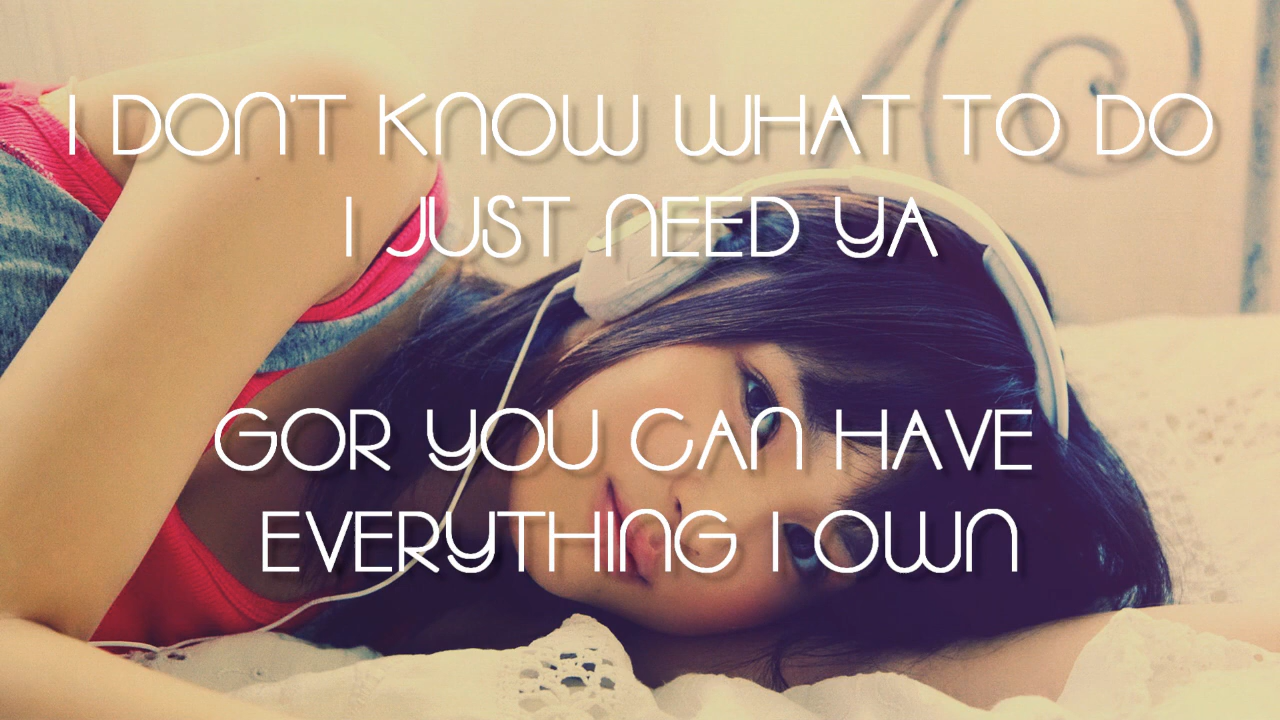 I DON'T KNOW WHAT TO DO
I JUST NEED YA
GOR YOU CAN HAVE
EVERYTHING I OWN